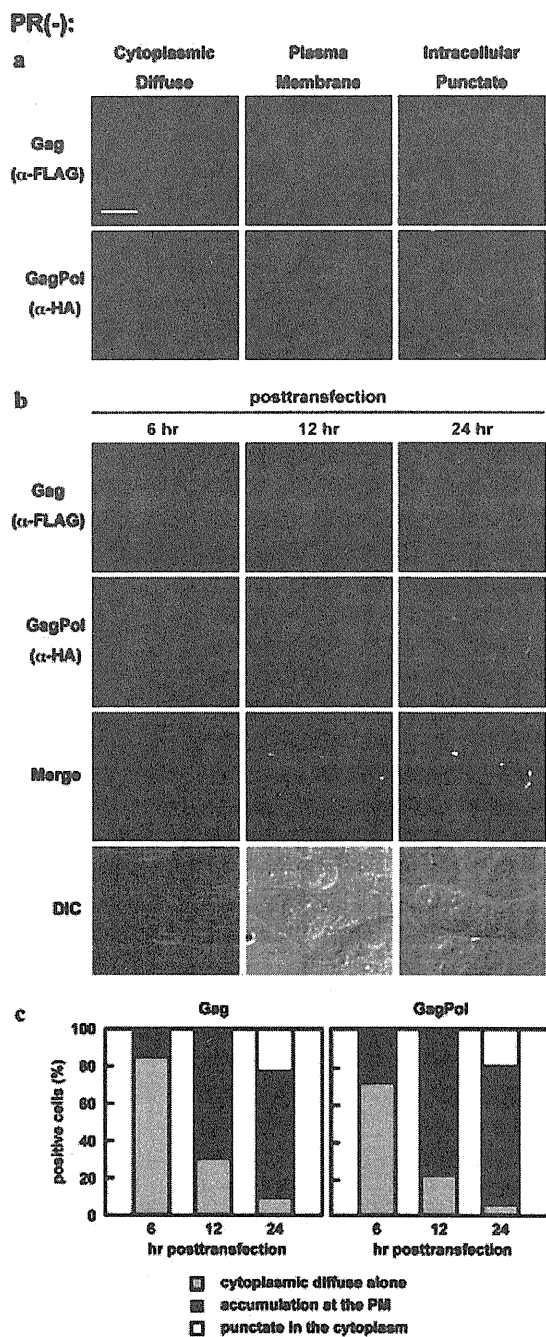 PR(-):
a
Cytoplasmic Diffuse
Plasma Membrane
Intracellular Punctate
Gag
(α-FLAG)
GagPol
(α-HA)
b
posttransfection
6 hr 12 hr 24 hr
Gag
(α-FLAG)
GagPol
(α-HA)
Merge
DIC
c
Gag GagPol
positive cells (%)
100
80
60
40
20
0
6 12 24 6 12 24
hr posttransfection hr posttransfection
cytoplasmic diffuse alone
accumulation at the PM
punctate in the cytoplasm